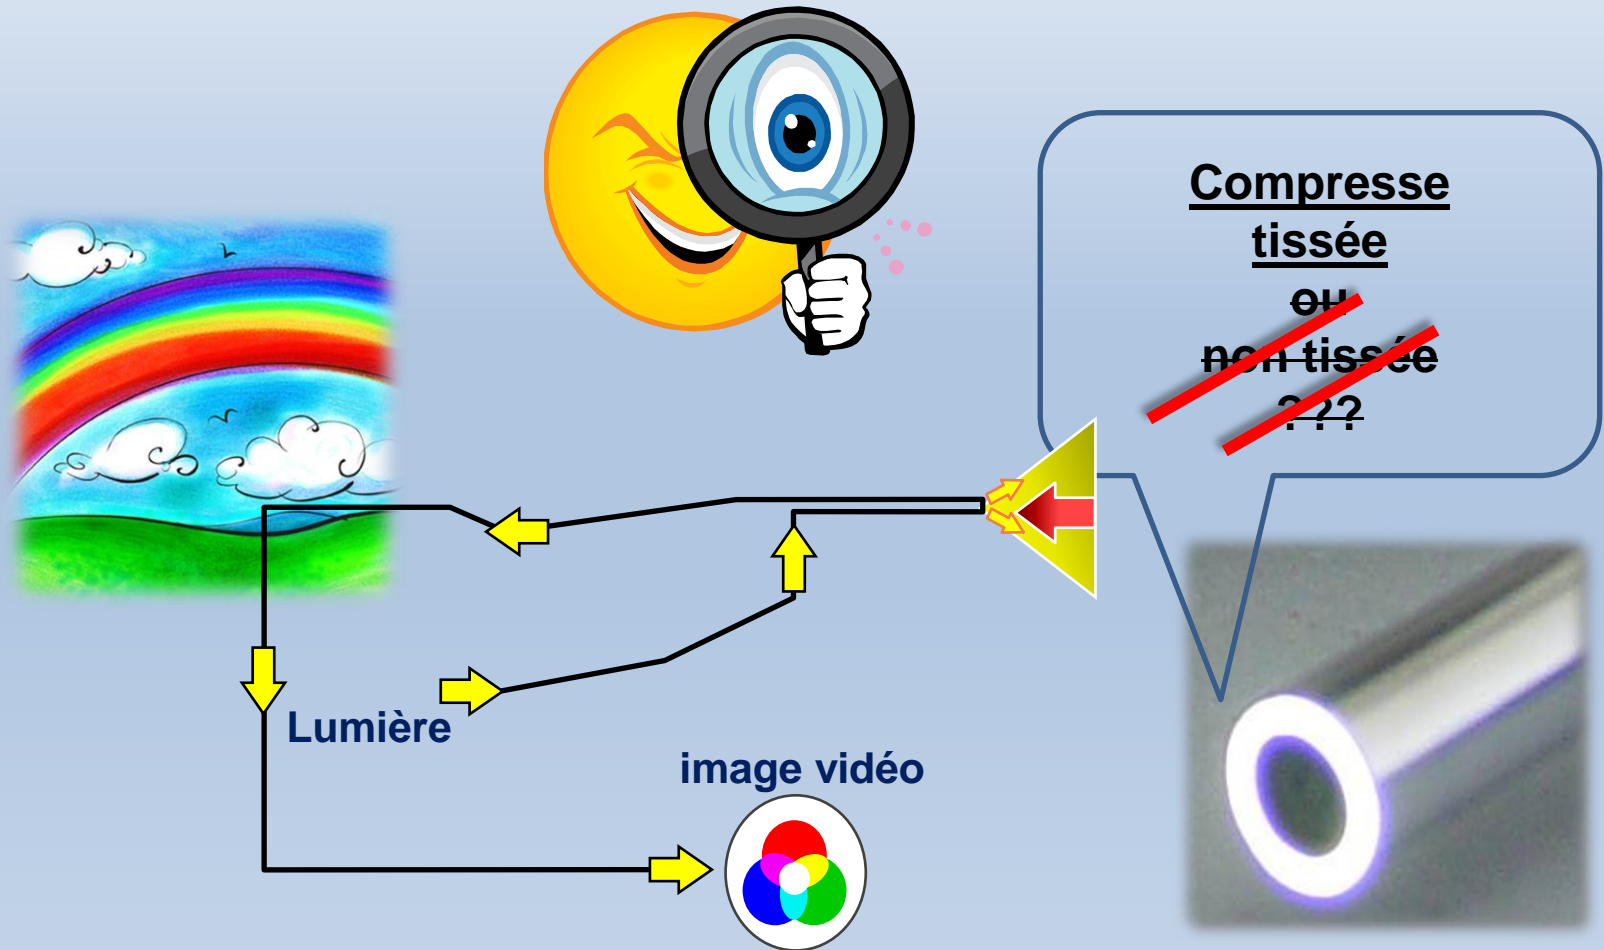 Compresse
tissée
ou
non tissée
???
Lumière
image vidéo